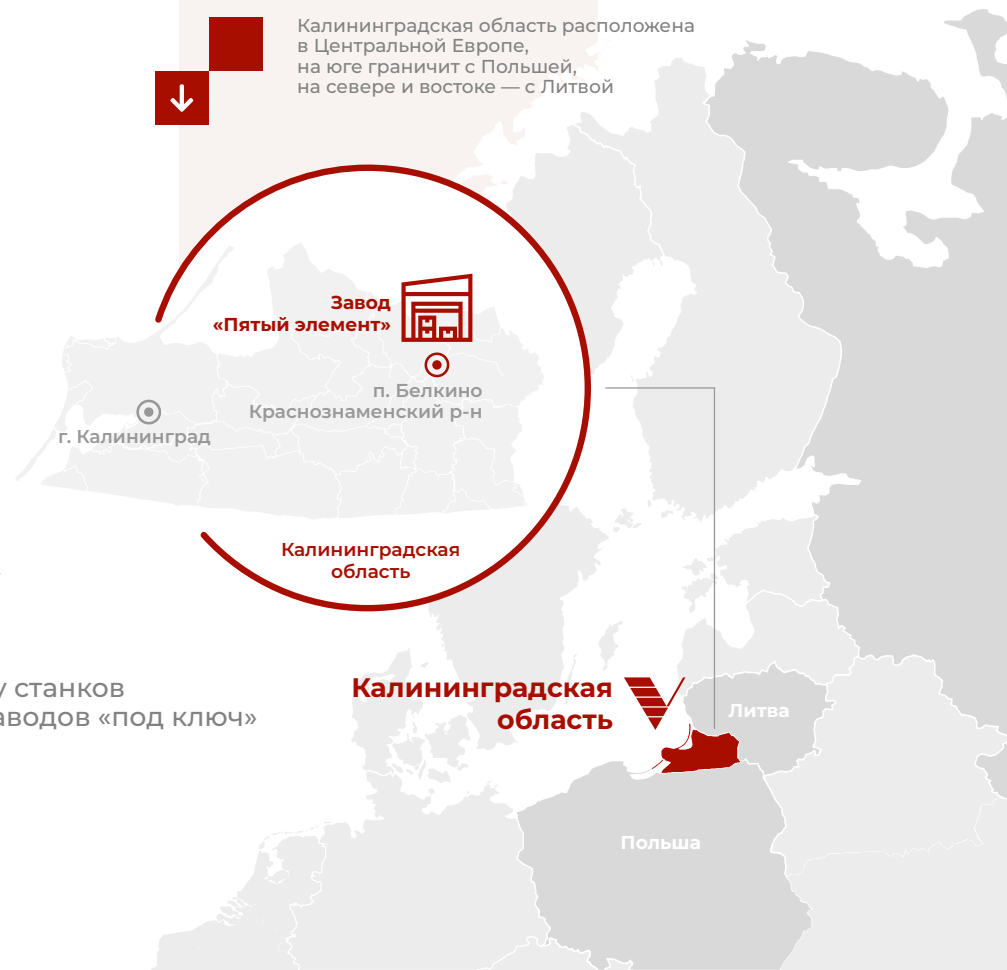 Калининградская область расположена
в Центральной Европе,
на юге граничит с Польшей,
на севере и востоке — с Литвой
Завод
«Пятый элемент»
п. Белкино
Краснознаменский р-н
г. Калининград
Калининградская
область
у станков
аводов «под ключ»
Калининградская
область
Литва
Польша